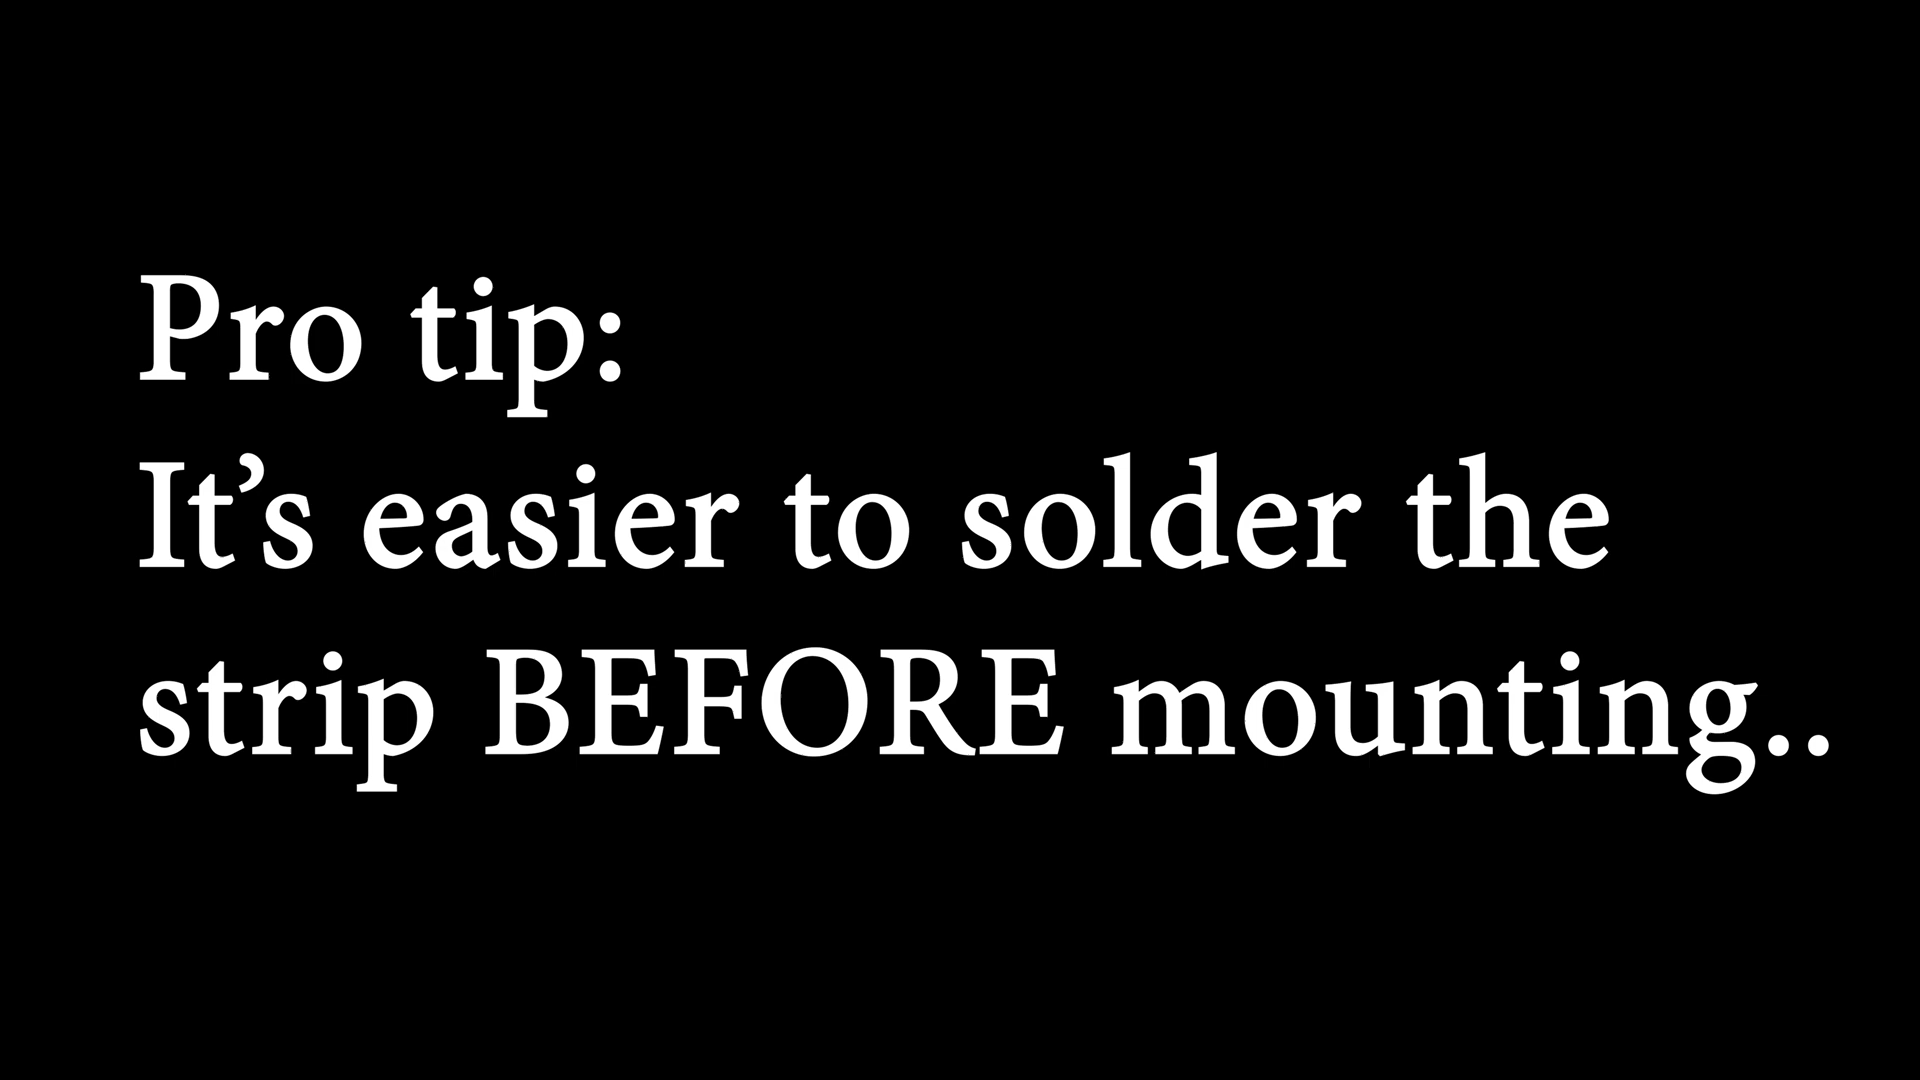 Pro tip:
It’s easier to solder the
strip BEFORE mounting..